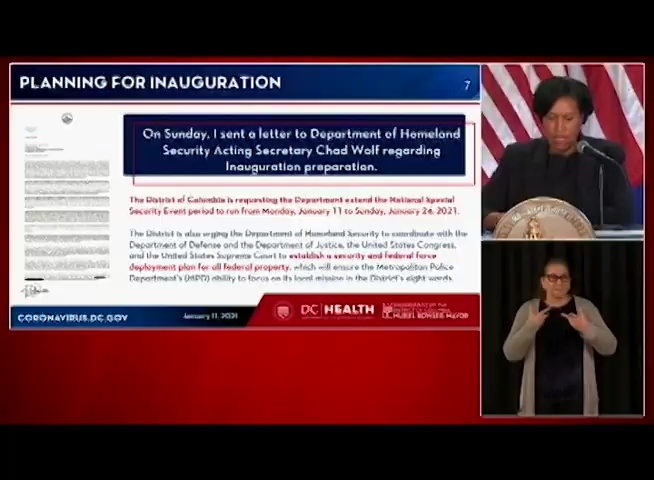 PLANNING FOR INAUGURATION
7
On Sunday, I sent a letter to Department of Homeland
Security Acting Secretary Chad Wolf regarding
Inauguration preparation.
The District of Columbia is requesting the Department extend the National Special
Security Event period to run from Monday, January 11 to Sunday, January 24, 2021.
The District is also urging the Department of Homeland Security to coordinate with the
Department of Defense and the Department of Justice, the United States Congress,
and the United States Supreme Court to establish a security and federal force
deployment plan for all federal property, which will ensure the Metropolitan Police
Department's (MPD) ability to focus on its local mission in the District's eight wards.
CORONAVIRUS.DC.GOV
January 11, 2021
DC HEALTH
MURIEL BOWSER, MAYOR